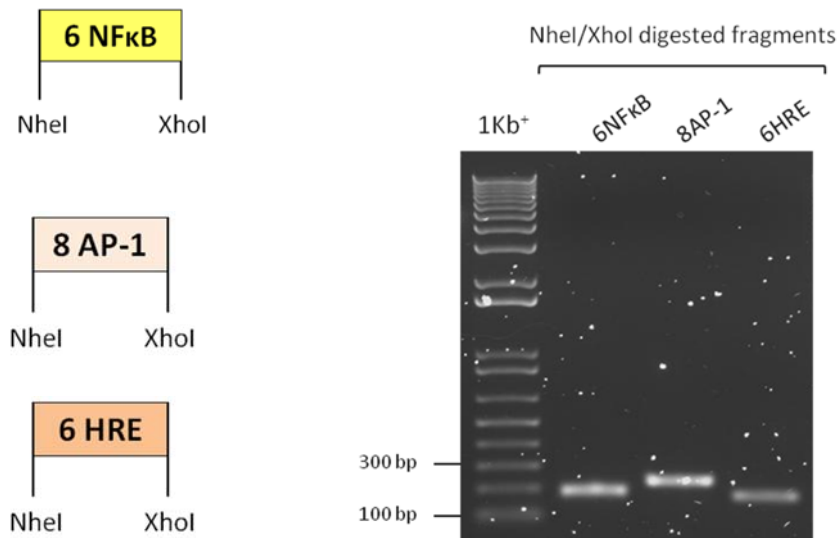 6 NFκB
NheI XhoI
8 AP-1
NheI XhoI
6 HRE
NheI XhoI
NheI/XhoI digested fragments
1Kb⁺ 6NFκB 8AP-1 6HRE
300 bp
100 bp